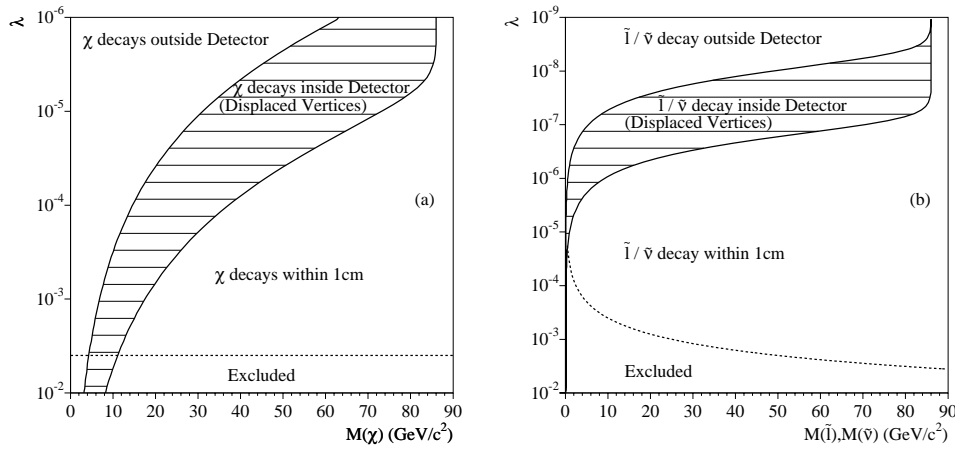 λ
10⁻⁶
10⁻⁵
10⁻⁴
10⁻³
10⁻²
χ decays outside Detector
χ decays inside Detector
(Displaced Vertices)
(a)
χ decays within 1cm
Excluded
0 10 20 30 40 50 60 70 80 90
M(χ) (GeV/c²)
λ
10⁻⁹
10⁻⁸
10⁻⁷
10⁻⁶
10⁻⁵
10⁻⁴
10⁻³
10⁻²
l̃ / ν̃ decay outside Detector
l̃ / ν̃ decay inside Detector
(Displaced Vertices)
(b)
l̃ / ν̃ decay within 1cm
Excluded
0 10 20 30 40 50 60 70 80 90
M(l̃),M(ν̃) (GeV/c²)